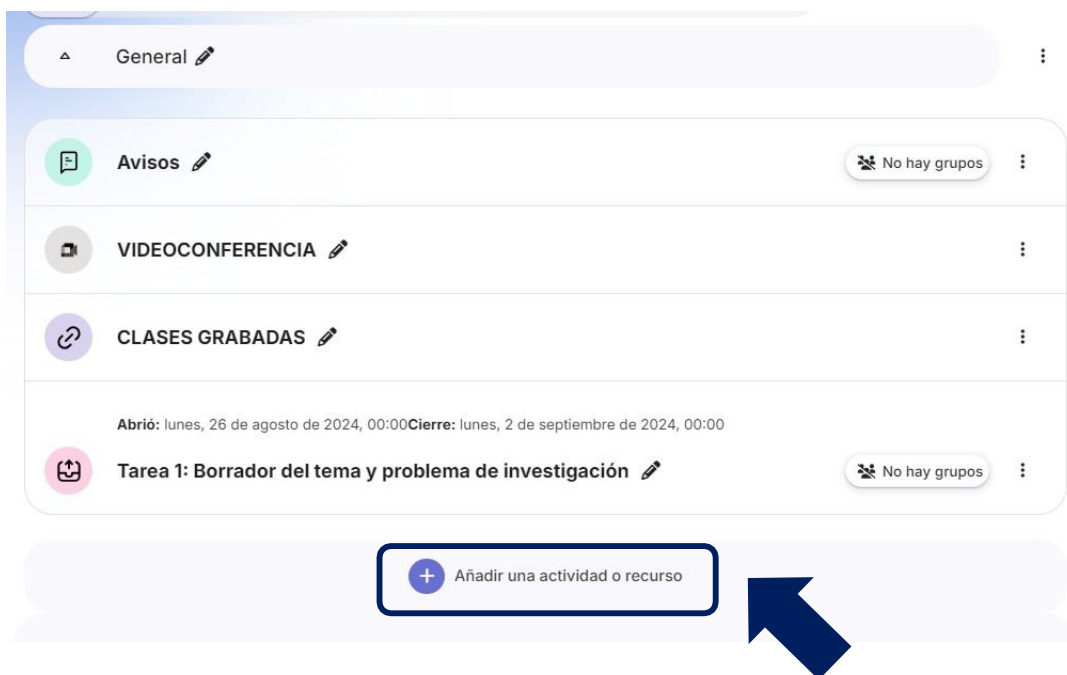 General
Avisos
No hay grupos
VIDEOCONFERENCIA
CLASES GRABADAS
Abrió: lunes, 26 de agosto de 2024, 00:00Cierre: lunes, 2 de septiembre de 2024, 00:00
Tarea 1: Borrador del tema y problema de investigación
No hay grupos
Añadir una actividad o recurso